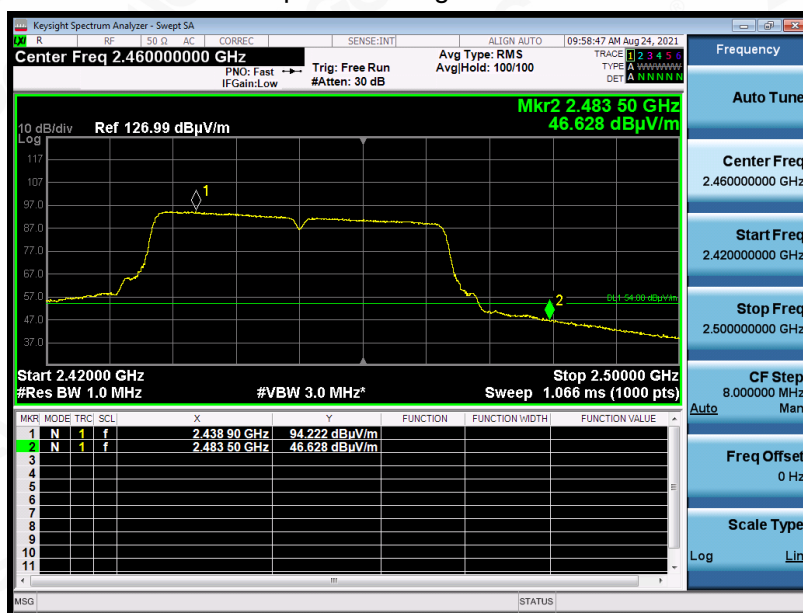 Keysight Spectrum Analyzer - Swept SA
LXI R RF 50 Ω AC CORREC SENSE:INT ALIGN AUTO 09:58:47 AM Aug 24, 2021
Center Freq 2.460000000 GHz
PNO: Fast
IFGain:Low
Trig: Free Run
#Atten: 30 dB
Avg Type: RMS
Avg|Hold: 100/100
TRACE 1 2 3 4 5 6
TYPE A WWWWW
DET A N N N N N
Mkr2 2.483 50 GHz
46.628 dBµV/m
10 dB/div Ref 126.99 dBµV/m
Log
117
107
97.0
87.0
77.0
67.0
57.0
47.0
37.0
1
2
DL1 54.00 dBµV/m
Start 2.42000 GHz Stop 2.50000 GHz
#Res BW 1.0 MHz #VBW 3.0 MHz* Sweep 1.066 ms (1000 pts)
MKR MODE TRC SCL X Y FUNCTION FUNCTION WIDTH FUNCTION VALUE
1 N 1 f 2.438 90 GHz 94.222 dBµV/m
2 N 1 f 2.483 50 GHz 46.628 dBµV/m
3
4
5
6
7
8
9
10
11
MSG STATUS
Frequency
Auto Tune
Center Freq
2.460000000 GHz
Start Freq
2.420000000 GHz
Stop Freq
2.500000000 GHz
CF Step
8.000000 MHz
Auto Man
Freq Offset
0 Hz
Scale Type
Log Lin